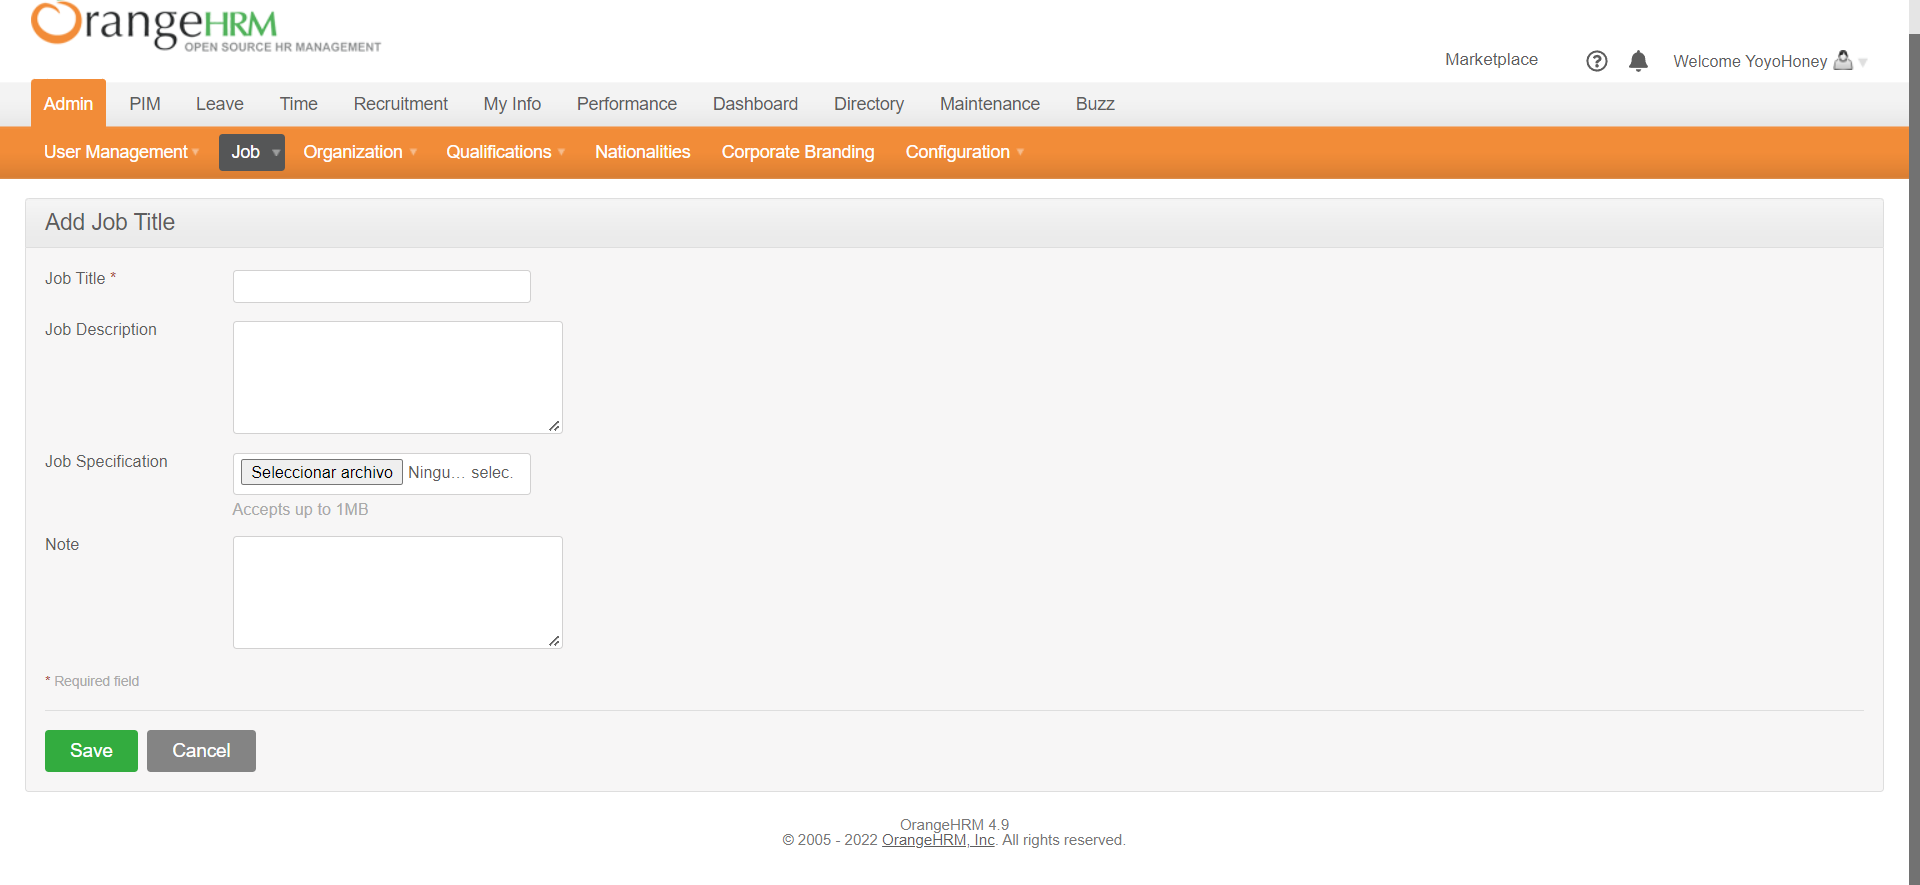 OrangeHRM
OPEN SOURCE HR MANAGEMENT
Marketplace
Welcome YoyoHoney
Admin PIM Leave Time Recruitment My Info Performance Dashboard Directory Maintenance Buzz
User Management Job Organization Qualifications Nationalities Corporate Branding Configuration
Add Job Title
Job Title *
Job Description
Job Specification
Seleccionar archivo Ningu... selec.
Accepts up to 1MB
Note
* Required field
Save Cancel
OrangeHRM 4.9
© 2005 - 2022 OrangeHRM, Inc. All rights reserved.